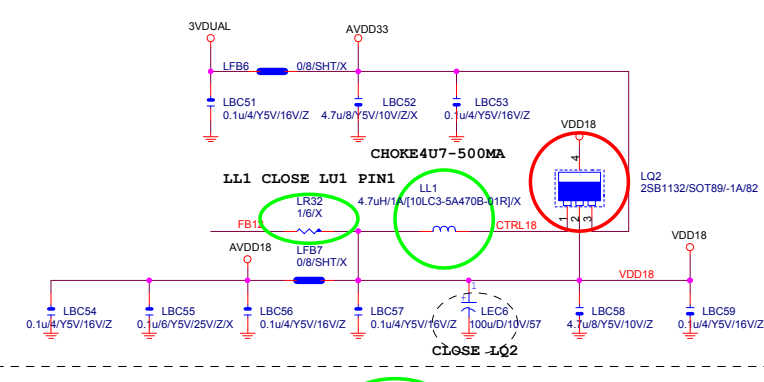 3VDUAL
AVDD33
LFB6
0/8/SHT/X
LBC51
0.1u/4/Y5V/16V/Z
LBC52
4.7u/8/Y5V/10V/Z/X
LBC53
0.1u/4/Y5V/16V/Z
VDD18
4
CHOKE4U7-500MA
LQ2
2SB1132/SOT89/-1A/82
LL1 CLOSE LU1 PIN1
LL1
4.7uH/1A/[10LC3-5A470B-01R]/X
LR32
1/6/X
1
2
3
FB12
CTRL18
AVDD18
LFB7
0/8/SHT/X
VDD18
VDD18
LBC54
0.1u/4/Y5V/16V/Z
LBC55
0.1u/6/Y5V/25V/Z/X
LBC56
0.1u/4/Y5V/16V/Z
LBC57
0.1u/4/Y5V/16V/Z
1
LEC6
100u/D/10V/57
LBC58
4.7u/8/Y5V/10V/Z
LBC59
0.1u/4/Y5V/16V/Z
CLOSE LQ2